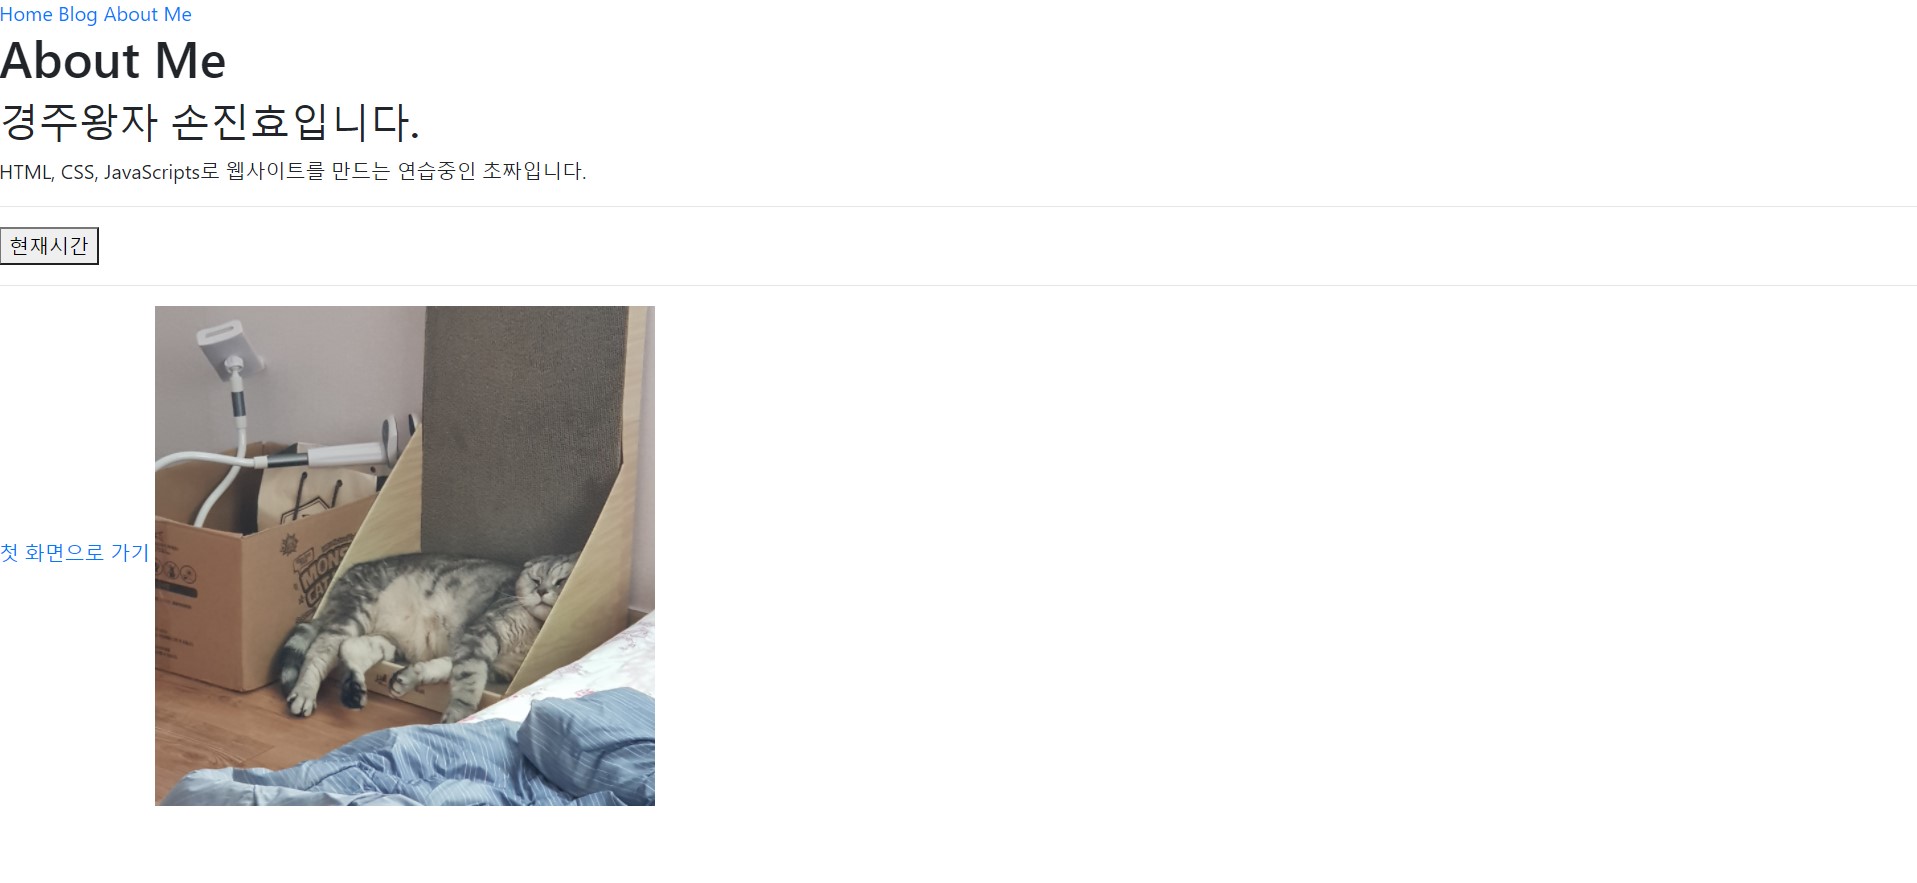 Home Blog About Me
About Me
경주왕자 손진효입니다.
HTML, CSS, JavaScripts로 웹사이트를 만드는 연습중인 초짜입니다.
현재시간
첫 화면으로 가기